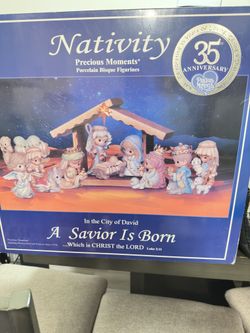 Nativity
Precious Moments®
Porcelain Bisque Figurines
35th
ANNIVERSARY
Precious
Moments
In the City of David
A Savior Is Born
...Which is CHRIST the LORD Luke 2:11